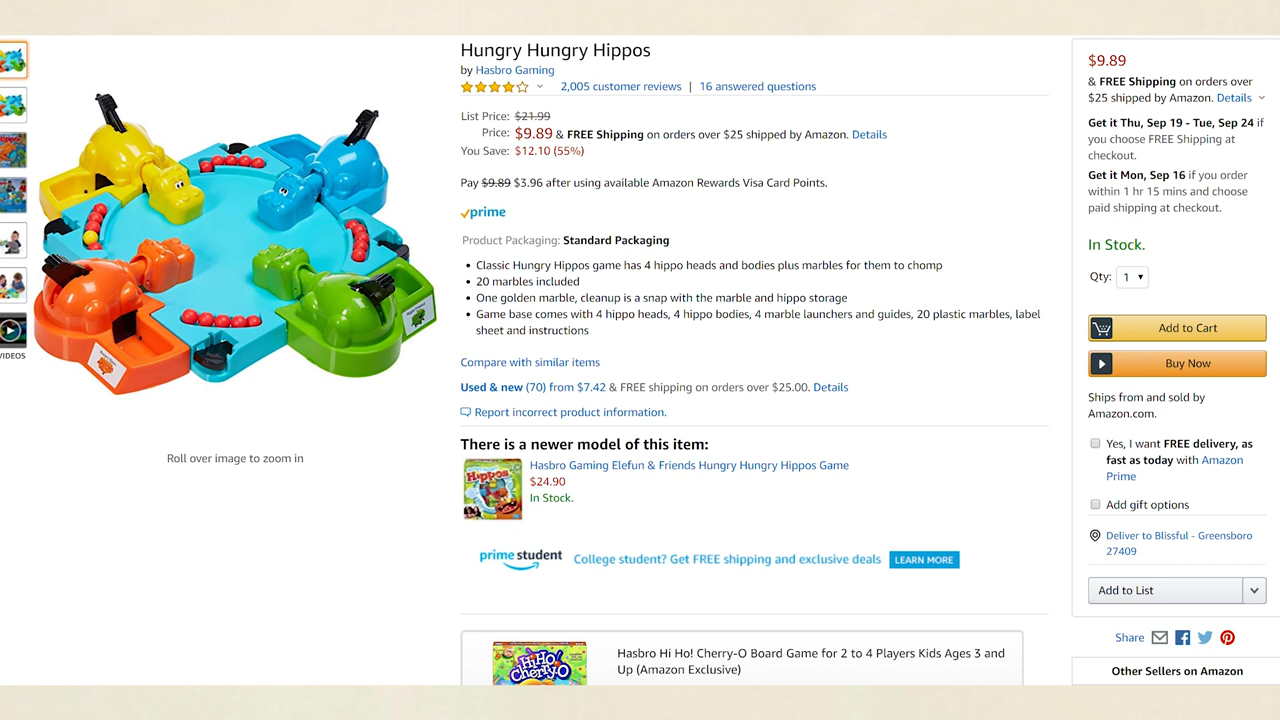 Hungry Hungry Hippos
by Hasbro Gaming
2,005 customer reviews | 16 answered questions
List Price: $21.99
Price: $9.89 & FREE Shipping on orders over $25 shipped by Amazon. Details
You Save: $12.10 (55%)
Pay $9.89 $3.96 after using available Amazon Rewards Visa Card Points.
prime
Product Packaging: Standard Packaging
• Classic Hungry Hippos game has 4 hippo heads and bodies plus marbles for them to chomp
• 20 marbles included
• One golden marble, cleanup is a snap with the marble and hippo storage
• Game base comes with 4 hippo heads, 4 hippo bodies, 4 marble launchers and guides, 20 plastic marbles, label
sheet and instructions
Compare with similar items
Used & new (70) from $7.42 & FREE shipping on orders over $25.00. Details
Report incorrect product information.
There is a newer model of this item:
Hippos
Hasbro Gaming Elefun & Friends Hungry Hungry Hippos Game
$24.90
In Stock.
prime student
College student? Get FREE shipping and exclusive deals
LEARN MORE
Hi Ho!
Cherry-O
Hasbro Hi Ho! Cherry-O Board Game for 2 to 4 Players Kids Ages 3 and
Up (Amazon Exclusive)
VIDEOS
Roll over image to zoom in
$9.89
& FREE Shipping on orders over
$25 shipped by Amazon. Details
Get it Thu, Sep 19 - Tue, Sep 24 if
you choose FREE Shipping at
checkout.
Get it Mon, Sep 16 if you order
within 1 hr 15 mins and choose
paid shipping at checkout.
In Stock.
Qty: 1
Add to Cart
Buy Now
Ships from and sold by
Amazon.com.
Yes, I want FREE delivery, as
fast as today with Amazon
Prime
Add gift options
Deliver to Blissful - Greensboro
27409
Add to List
Share
Other Sellers on Amazon